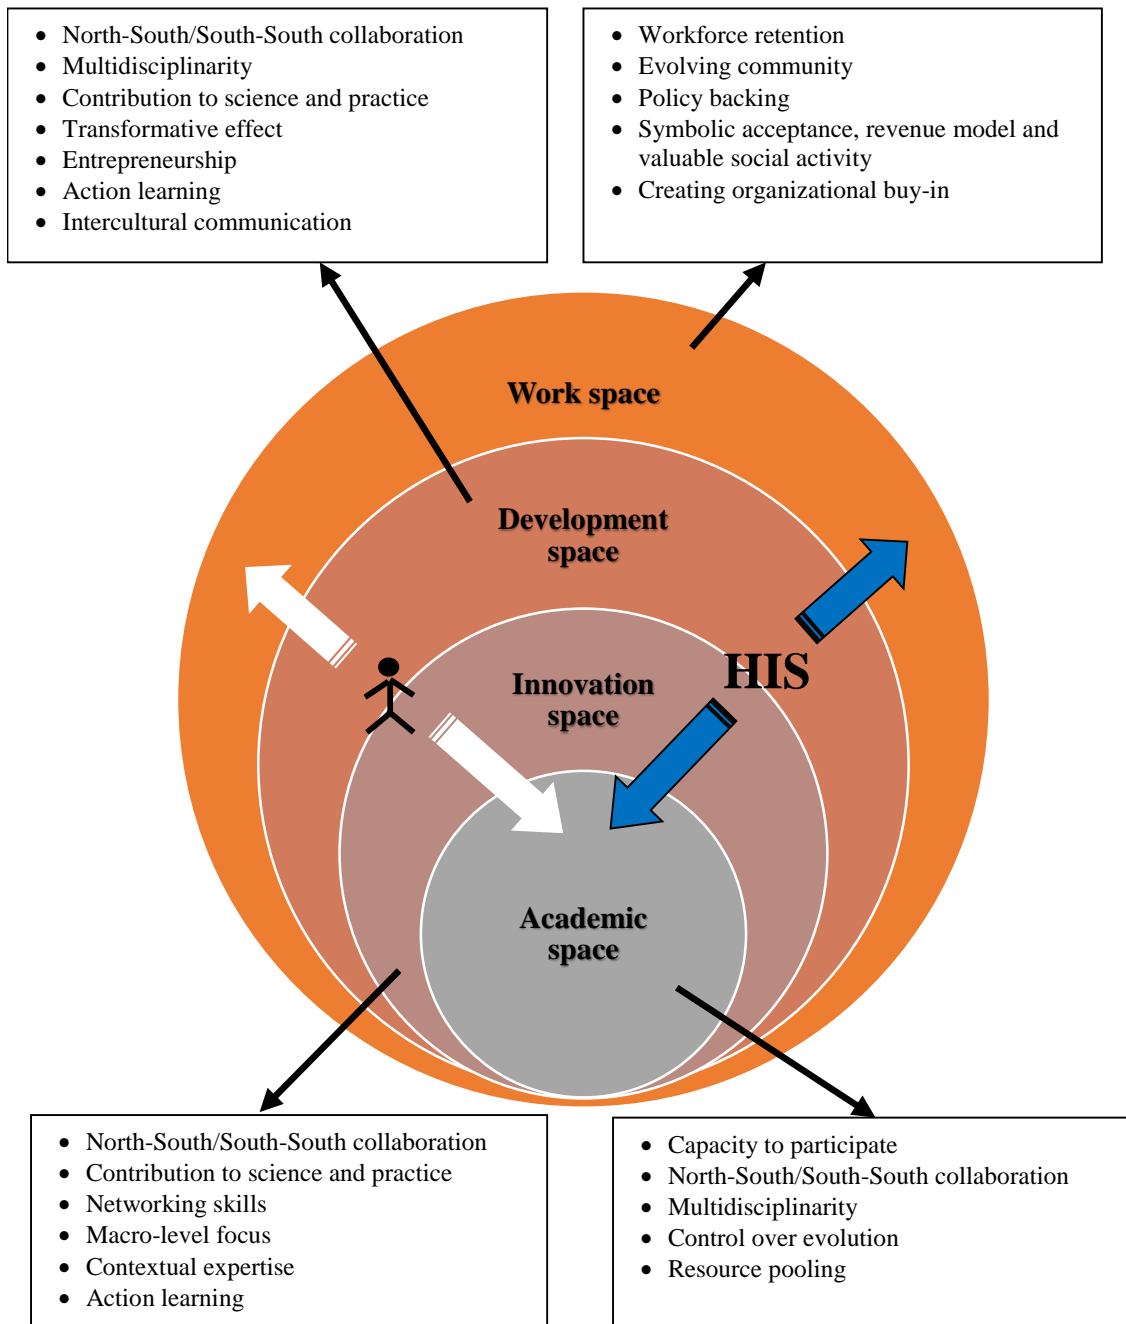 • North-South/South-South collaboration
• Multidisciplinarity
• Contribution to science and practice
• Transformative effect
• Entrepreneurship
• Action learning
• Intercultural communication
• Workforce retention
• Evolving community
• Policy backing
• Symbolic acceptance, revenue model and
valuable social activity
• Creating organizational buy-in
Work space
Development
space
HIS
Innovation
space
Academic
space
• North-South/South-South collaboration
• Contribution to science and practice
• Networking skills
• Macro-level focus
• Contextual expertise
• Action learning
• Capacity to participate
• North-South/South-South collaboration
• Multidisciplinarity
• Control over evolution
• Resource pooling